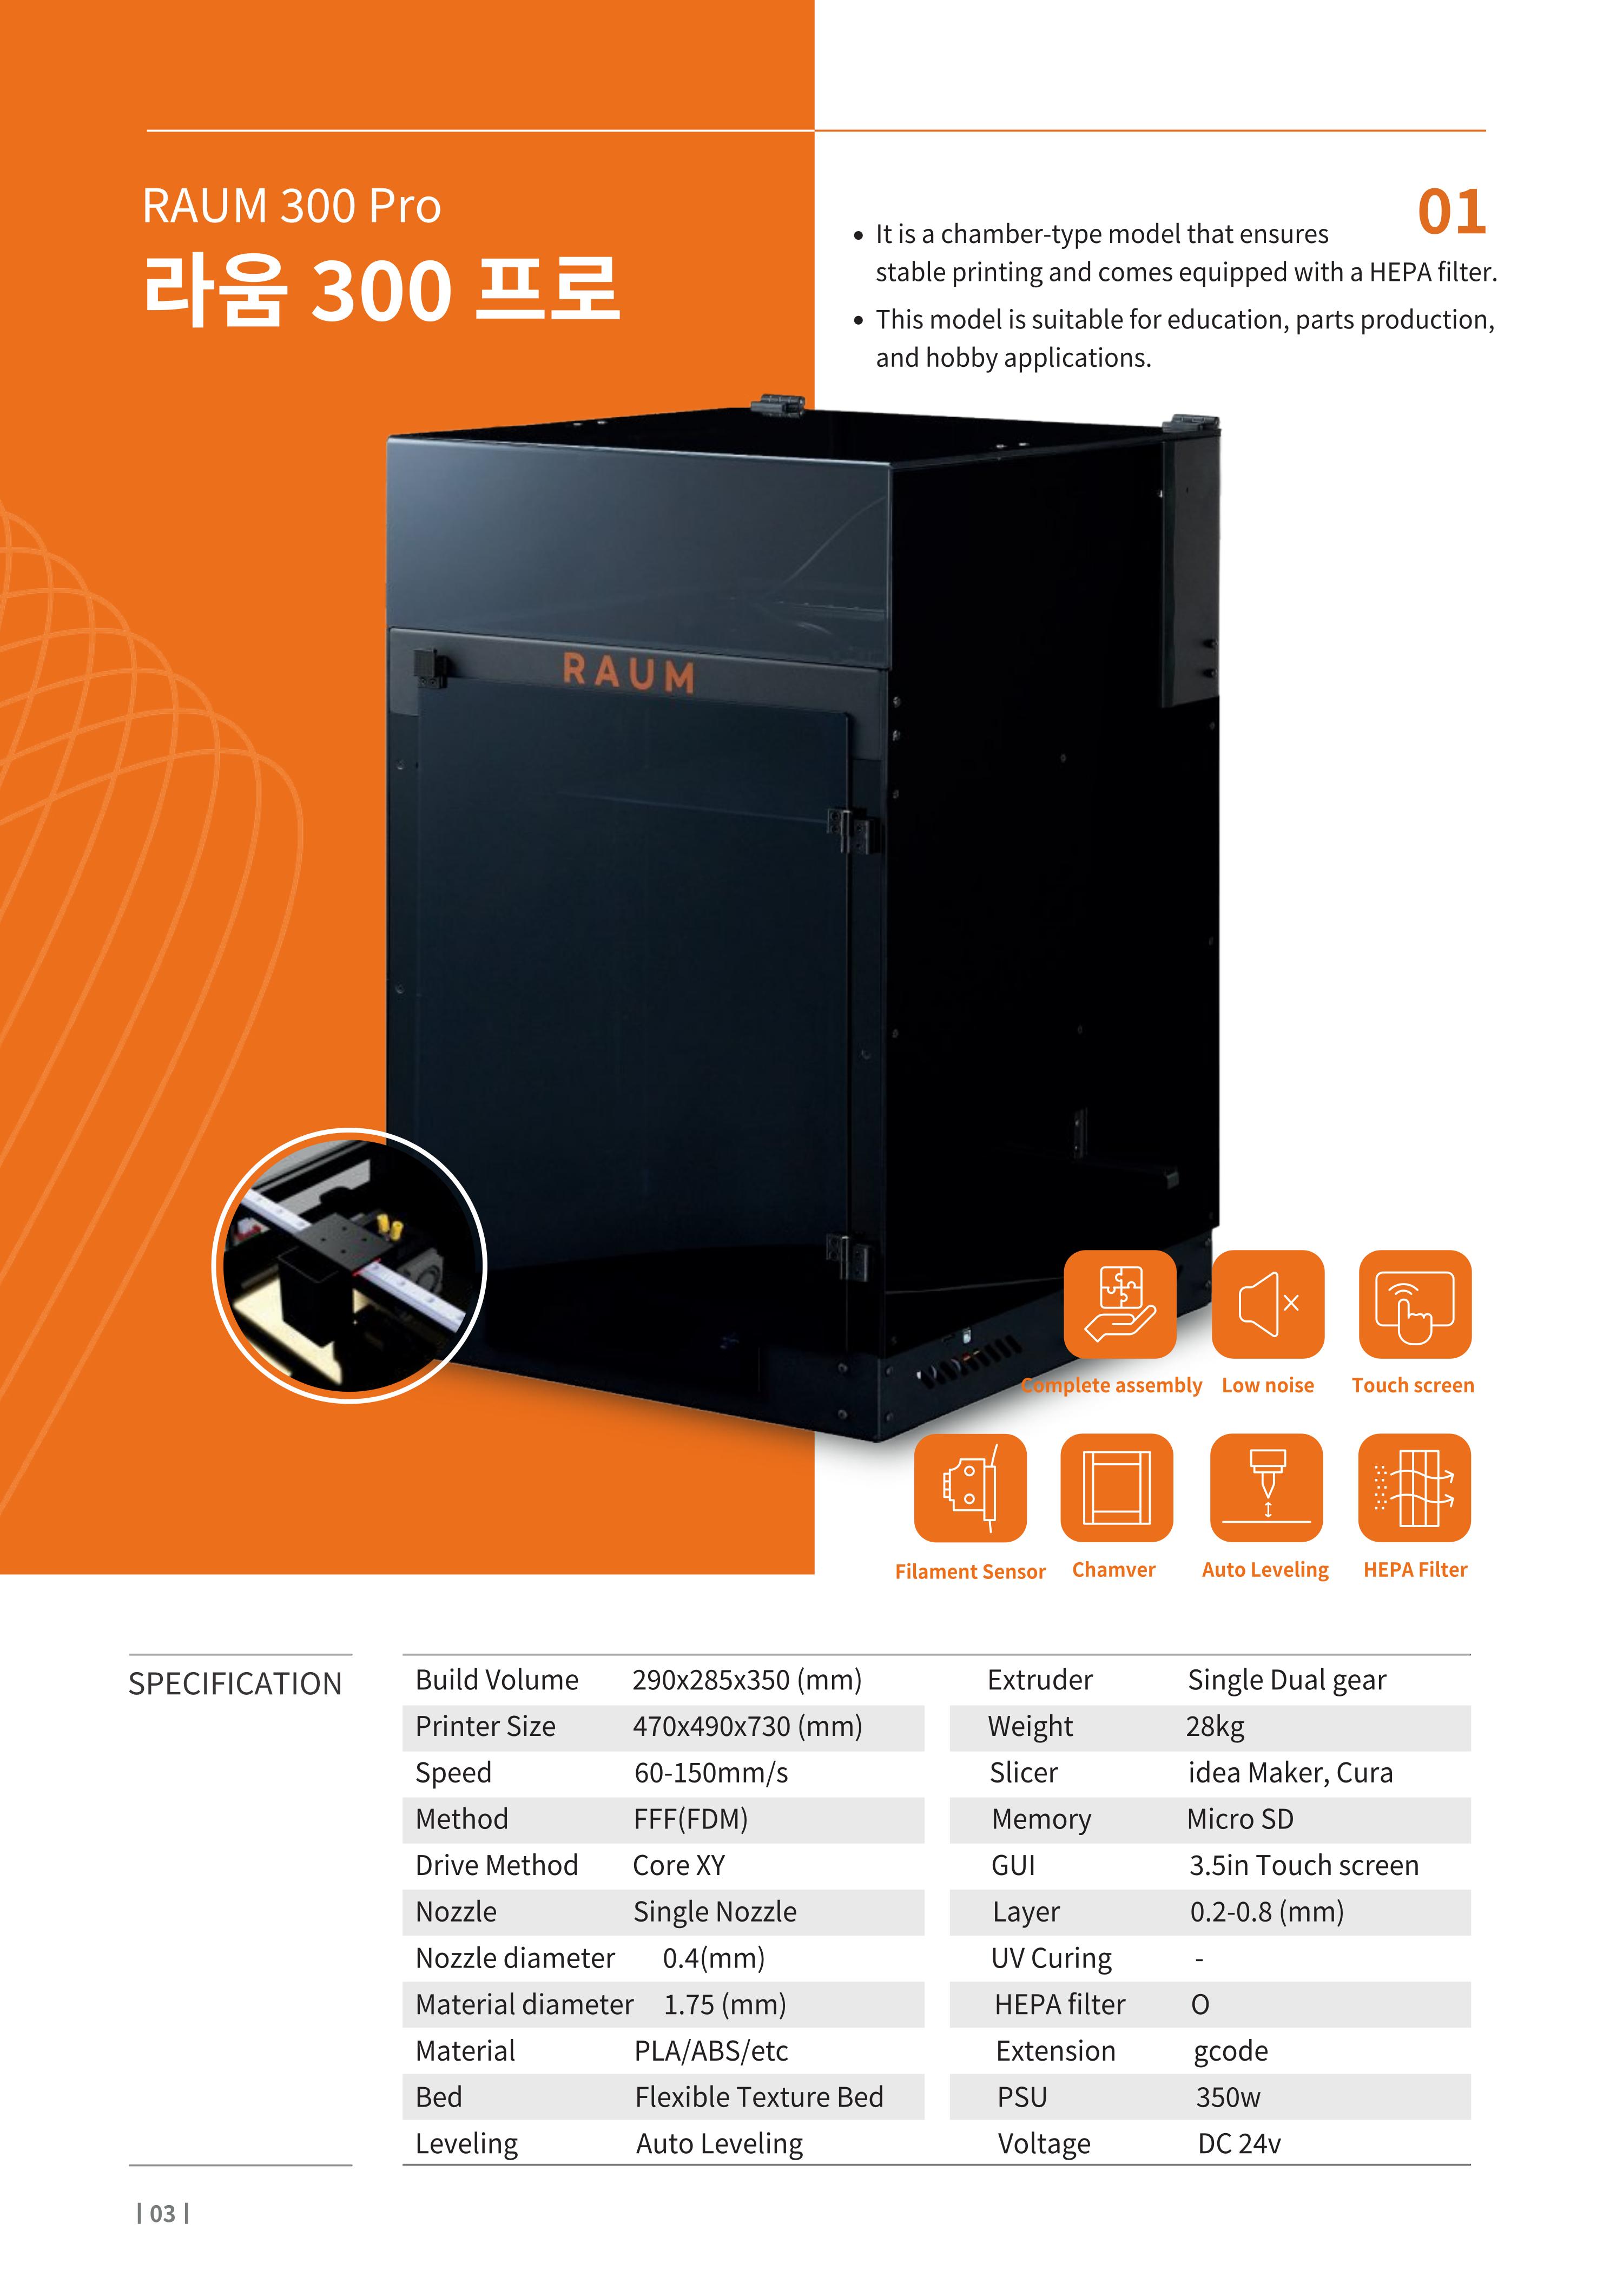 RAUM 300 Pro
라움 300 프로
01
• It is a chamber-type model that ensures
stable printing and comes equipped with a HEPA filter.
• This model is suitable for education, parts production,
and hobby applications.
RAUM
Complete assembly Low noise Touch screen
Filament Sensor Chamver Auto Leveling HEPA Filter
SPECIFICATION
Build Volume 290x285x350 (mm) Extruder Single Dual gear
Printer Size 470x490x730 (mm) Weight 28kg
Speed 60-150mm/s Slicer idea Maker, Cura
Method FFF(FDM) Memory Micro SD
Drive Method Core XY GUI 3.5in Touch screen
Nozzle Single Nozzle Layer 0.2-0.8 (mm)
Nozzle diameter 0.4(mm) UV Curing -
Material diameter 1.75 (mm) HEPA filter O
Material PLA/ABS/etc Extension gcode
Bed Flexible Texture Bed PSU 350w
Leveling Auto Leveling Voltage DC 24v
| 03 |